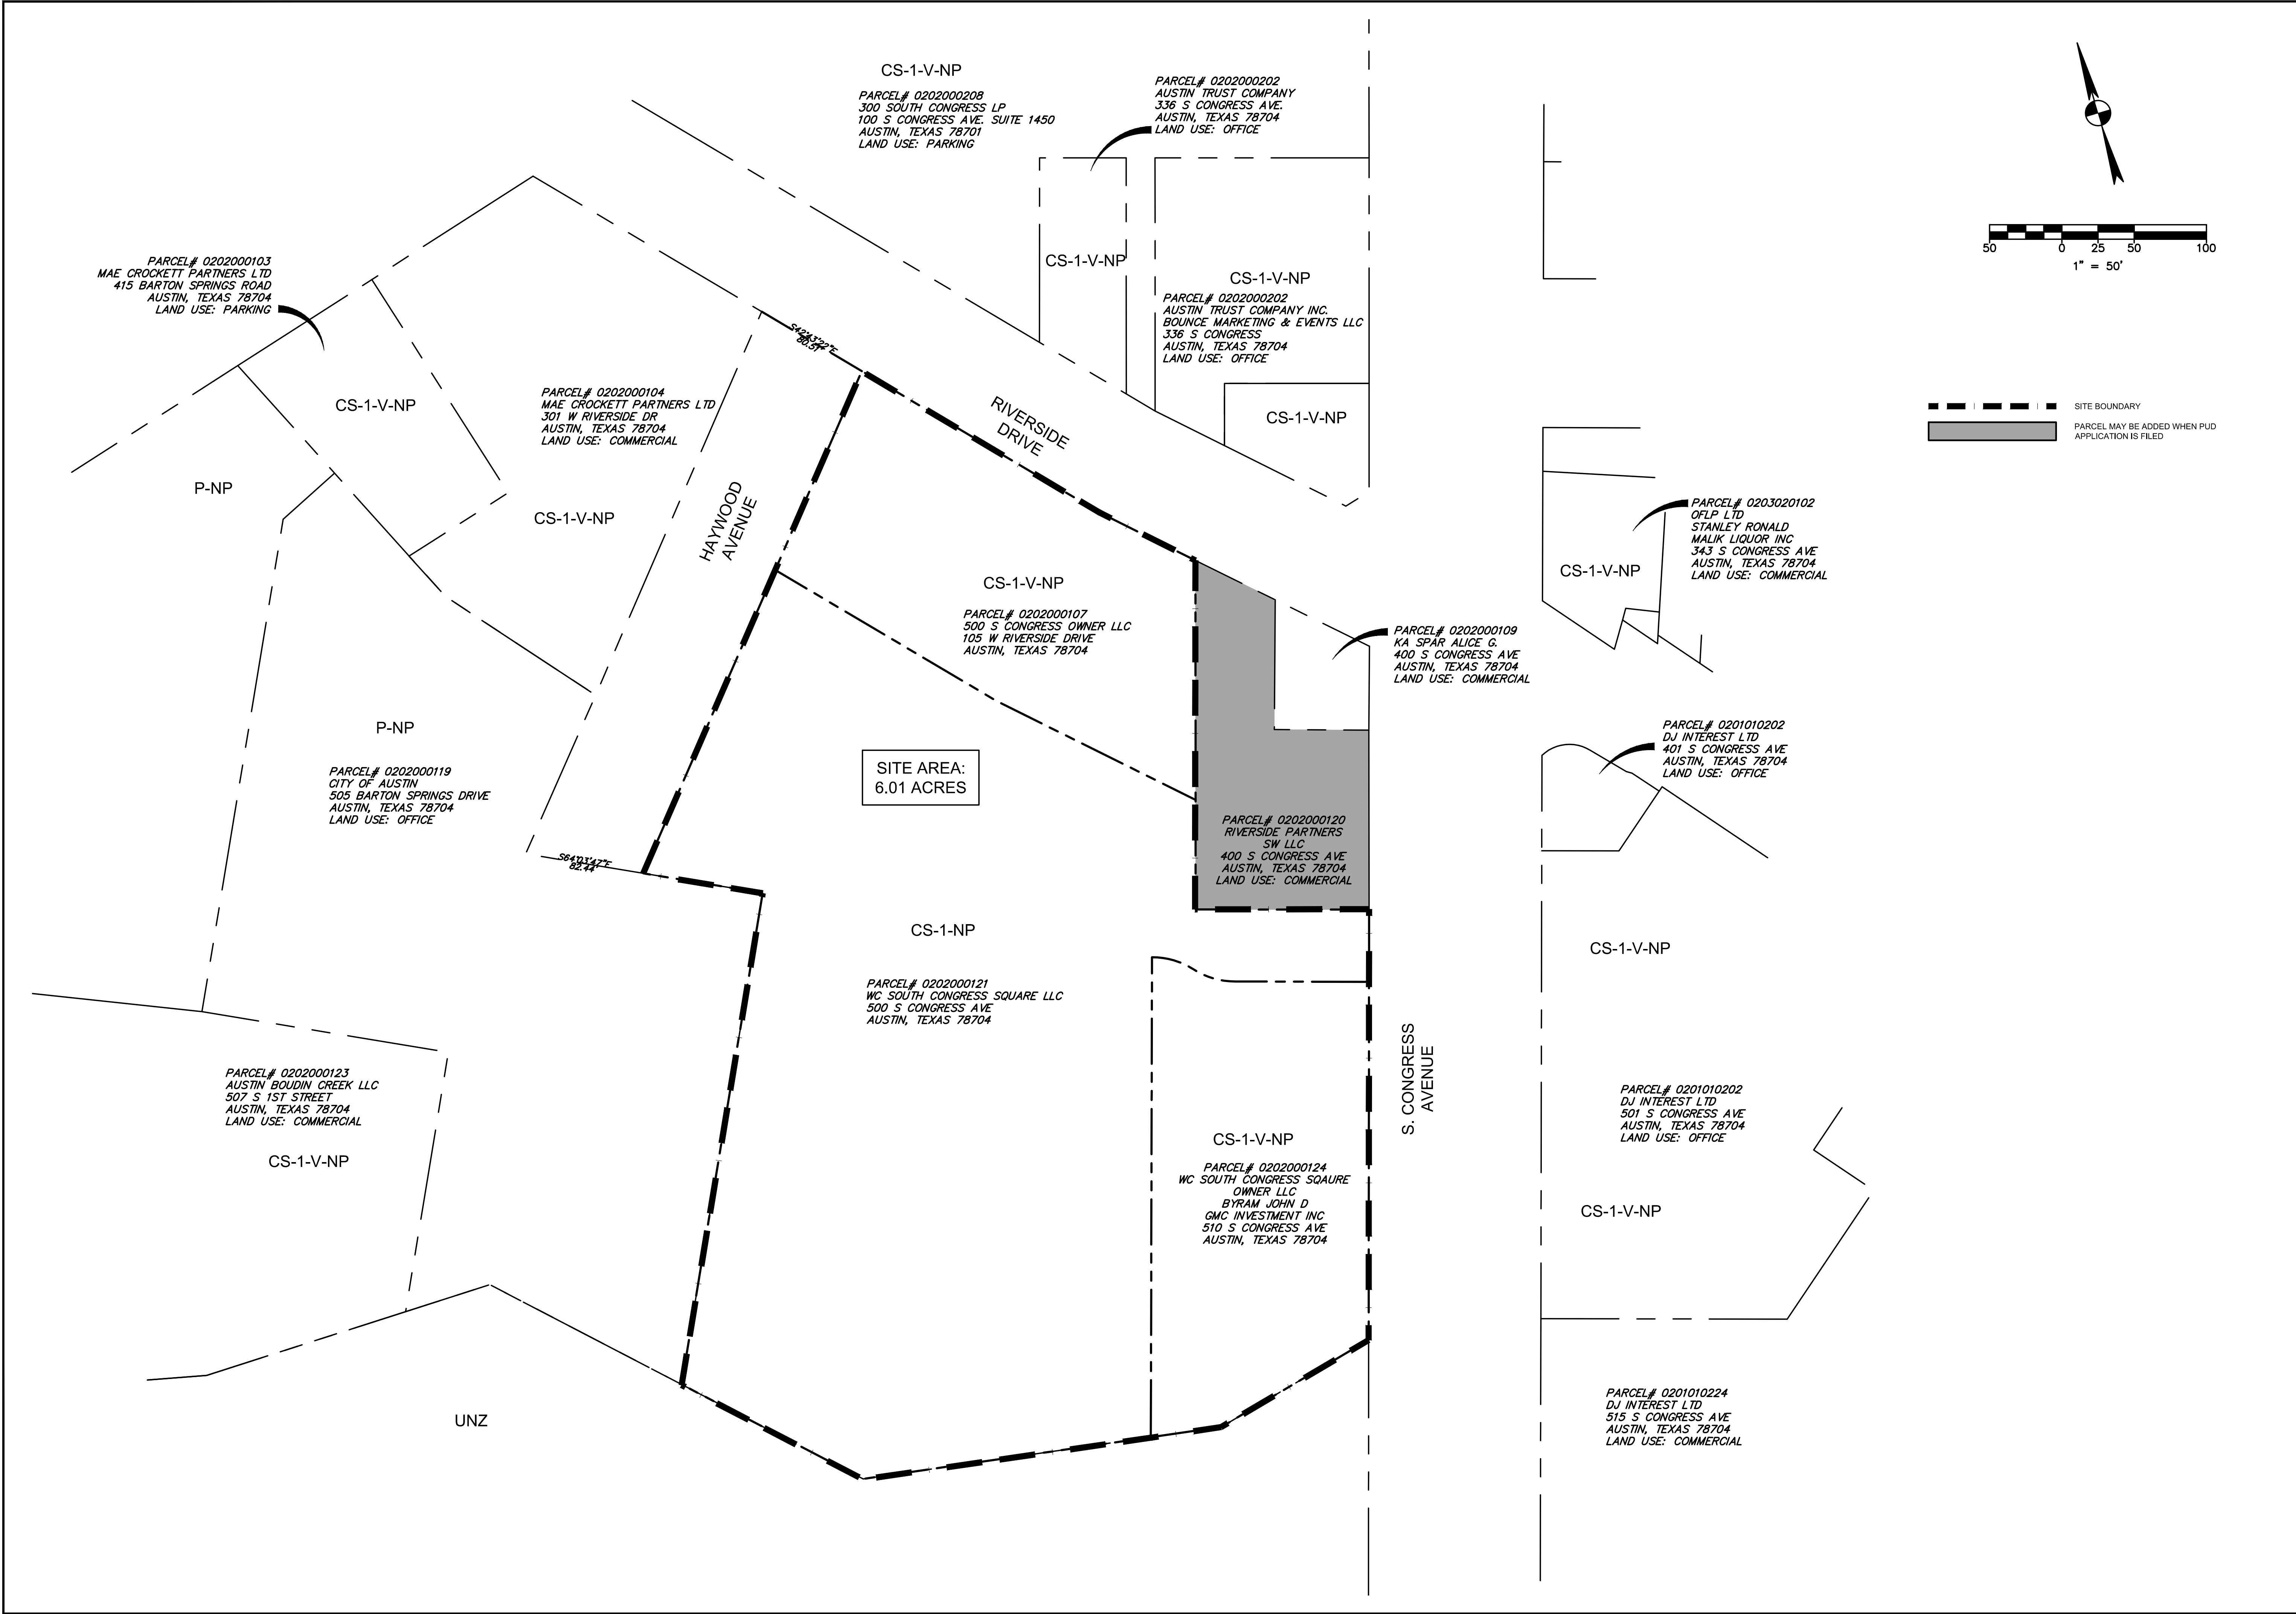 CS-1-V-NP
PARCEL# 0202000208
300 SOUTH CONGRESS LP
100 S CONGRESS AVE. SUITE 1450
AUSTIN, TEXAS 78701
LAND USE: PARKING
PARCEL# 0202000202
AUSTIN TRUST COMPANY
336 S CONGRESS AVE.
AUSTIN, TEXAS 78704
LAND USE: OFFICE
50 0 25 50 100
1" = 50'
PARCEL# 0202000103
MAE CROCKETT PARTNERS LTD
415 BARTON SPRINGS ROAD
AUSTIN, TEXAS 78704
LAND USE: PARKING
CS-1-V-NP
CS-1-V-NP
PARCEL# 0202000202
AUSTIN TRUST COMPANY INC.
BOUNCE MARKETING & EVENTS LLC
336 S CONGRESS
AUSTIN, TEXAS 78704
LAND USE: OFFICE
CS-1-V-NP
S42°43'22"E
80.51'
CS-1-V-NP
PARCEL# 0202000104
MAE CROCKETT PARTNERS LTD
301 W RIVERSIDE DR
AUSTIN, TEXAS 78704
LAND USE: COMMERCIAL
CS-1-V-NP
RIVERSIDE
DRIVE
SITE BOUNDARY
PARCEL MAY BE ADDED WHEN PUD
APPLICATION IS FILED
P-NP
HAYWOOD
AVENUE
PARCEL# 0203020102
OFLP LTD
STANLEY RONALD
MALIK LIQUOR INC
343 S CONGRESS AVE
AUSTIN, TEXAS 78704
LAND USE: COMMERCIAL
CS-1-V-NP
CS-1-V-NP
PARCEL# 0202000107
500 S CONGRESS OWNER LLC
105 W RIVERSIDE DRIVE
AUSTIN, TEXAS 78704
PARCEL# 0202000109
KA SPAR ALICE G.
400 S CONGRESS AVE
AUSTIN, TEXAS 78704
LAND USE: COMMERCIAL
P-NP
PARCEL# 0202000119
CITY OF AUSTIN
505 BARTON SPRINGS DRIVE
AUSTIN, TEXAS 78704
LAND USE: OFFICE
SITE AREA:
6.01 ACRES
PARCEL# 0201010202
DJ INTEREST LTD
401 S CONGRESS AVE
AUSTIN, TEXAS 78704
LAND USE: OFFICE
PARCEL# 0202000120
RIVERSIDE PARTNERS
SW LLC
400 S CONGRESS AVE
AUSTIN, TEXAS 78704
LAND USE: COMMERCIAL
S64°03'47"E
82.44'
CS-1-NP
PARCEL# 0202000121
WC SOUTH CONGRESS SQUARE LLC
500 S CONGRESS AVE
AUSTIN, TEXAS 78704
CS-1-V-NP
PARCEL# 0202000123
AUSTIN BOUDIN CREEK LLC
507 S 1ST STREET
AUSTIN, TEXAS 78704
LAND USE: COMMERCIAL
CS-1-V-NP
S. CONGRESS
AVENUE
PARCEL# 0201010202
DJ INTEREST LTD
501 S CONGRESS AVE
AUSTIN, TEXAS 78704
LAND USE: OFFICE
CS-1-V-NP
PARCEL# 0202000124
WC SOUTH CONGRESS SQAURE
OWNER LLC
BYRAM JOHN D
GMC INVESTMENT INC
510 S CONGRESS AVE
AUSTIN, TEXAS 78704
CS-1-V-NP
UNZ
PARCEL# 0201010224
DJ INTEREST LTD
515 S CONGRESS AVE
AUSTIN, TEXAS 78704
LAND USE: COMMERCIAL